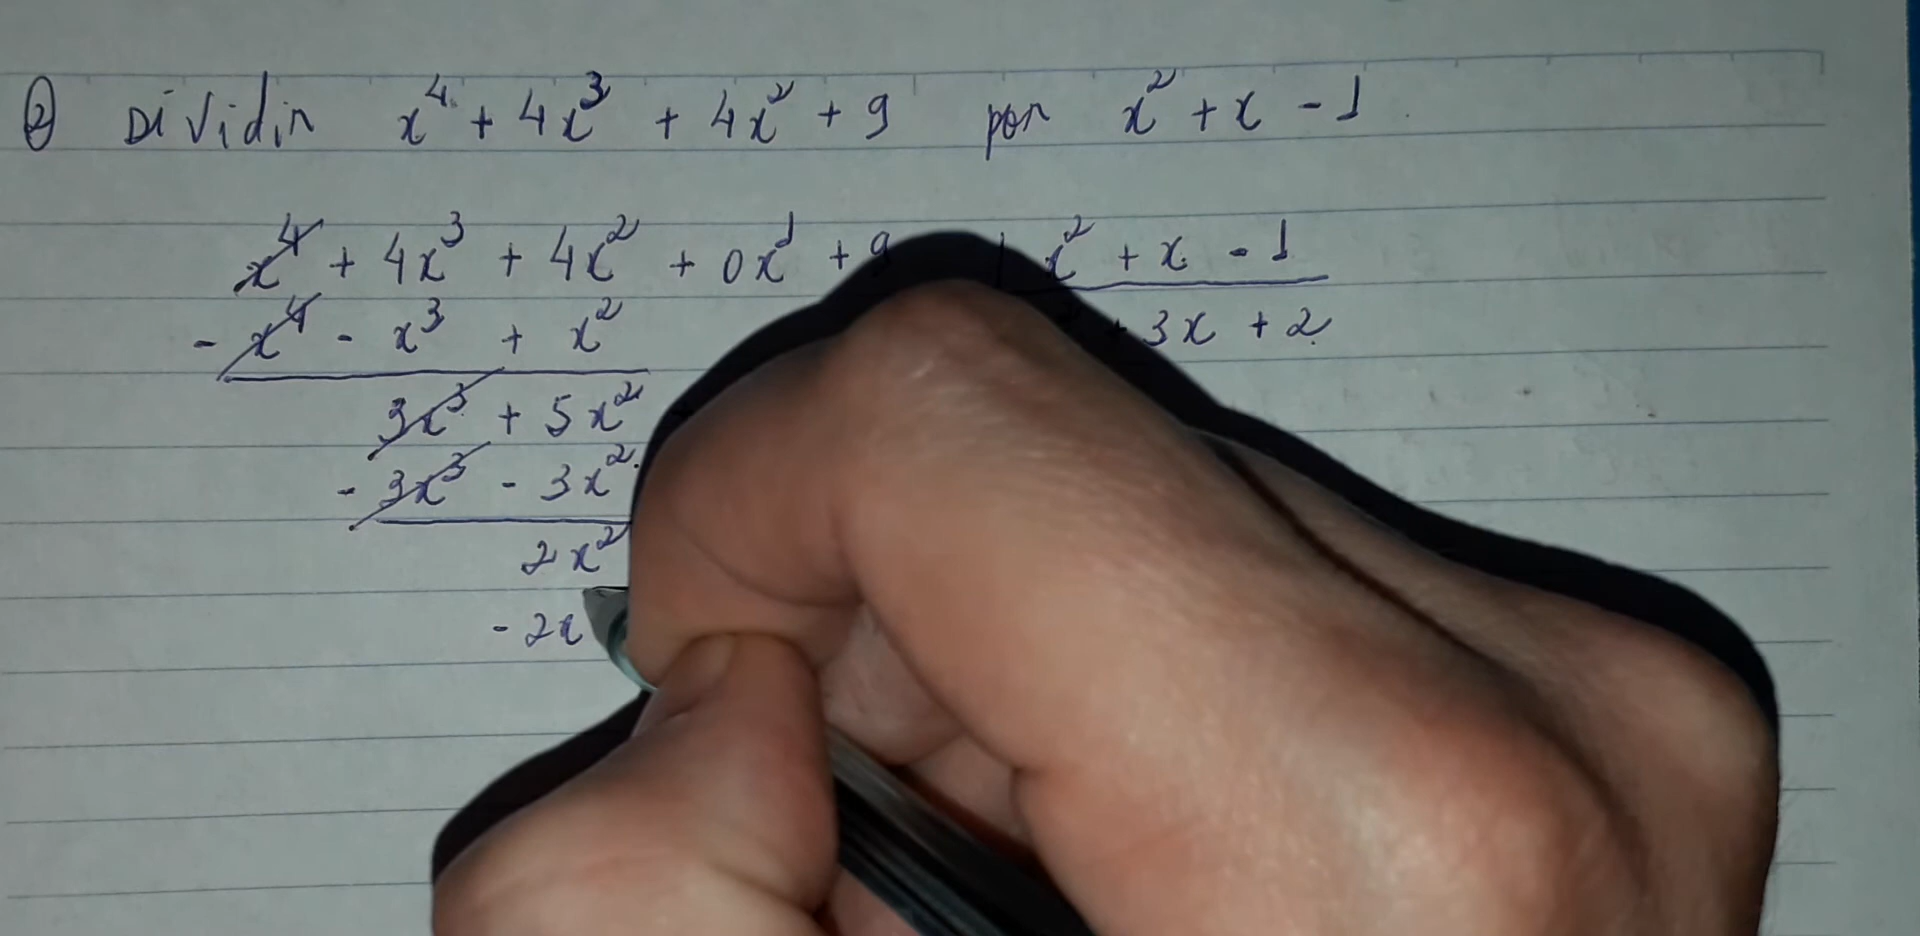 ② Dividir x⁴ + 4x³ + 4x² + 9 por x² + x - 1.
x⁴ + 4x³ + 4x² + 0x¹ + 9 | x² + x - 1
- x⁴ - x³ + x² + 3x + 2
3x³ + 5x²
- 3x³ - 3x²
2x²
- 2x